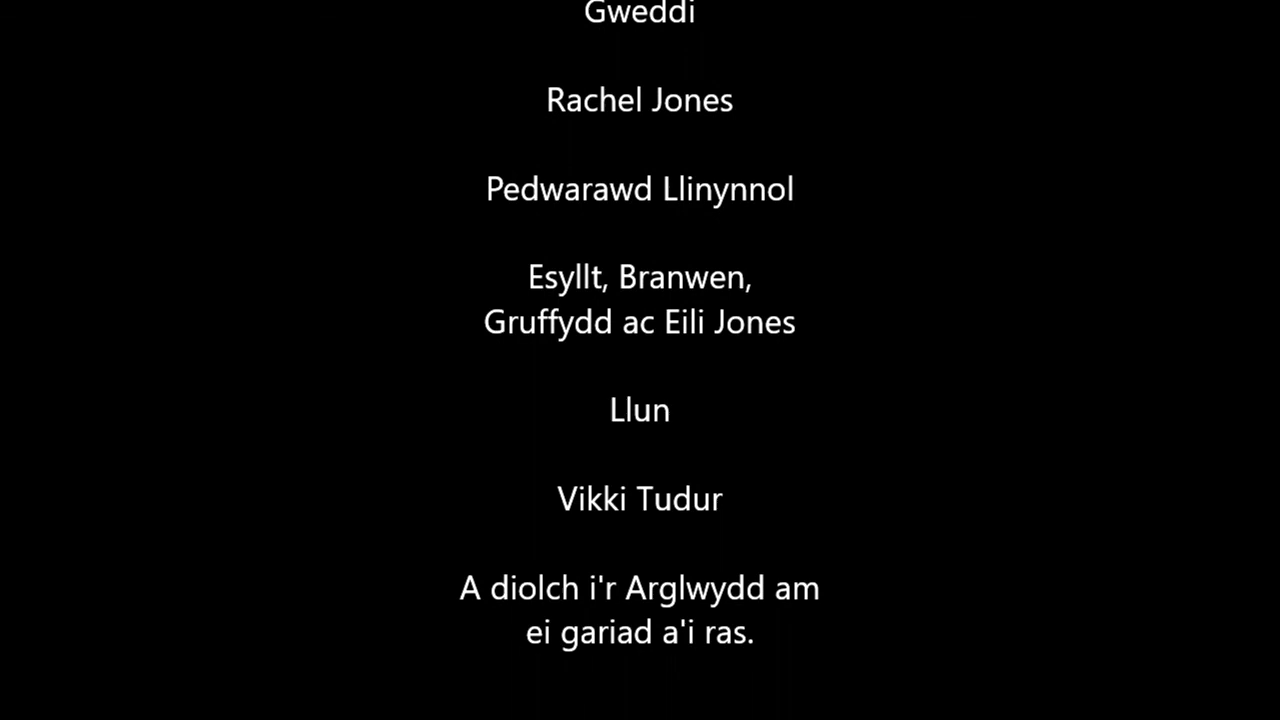 Gweddi
Rachel Jones
Pedwarawd Llinynnol
Esyllt, Branwen,
Gruffydd ac Eili Jones
Llun
Vikki Tudur
A diolch i'r Arglwydd am
ei gariad a'i ras.